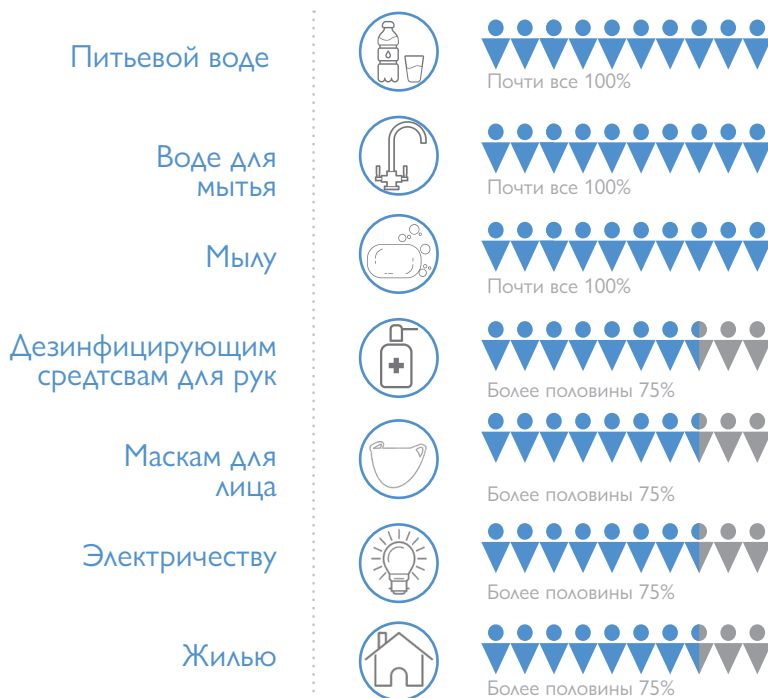 Питьевой воде
Почти все 100%
Воде для
мытья
Почти все 100%
Мылу
Почти все 100%
Дезинфицирующим
средтсвам для рук
Более половины 75%
Маскам для
лица
Более половины 75%
Электричеству
Более половины 75%
Жилью
Более половины 75%